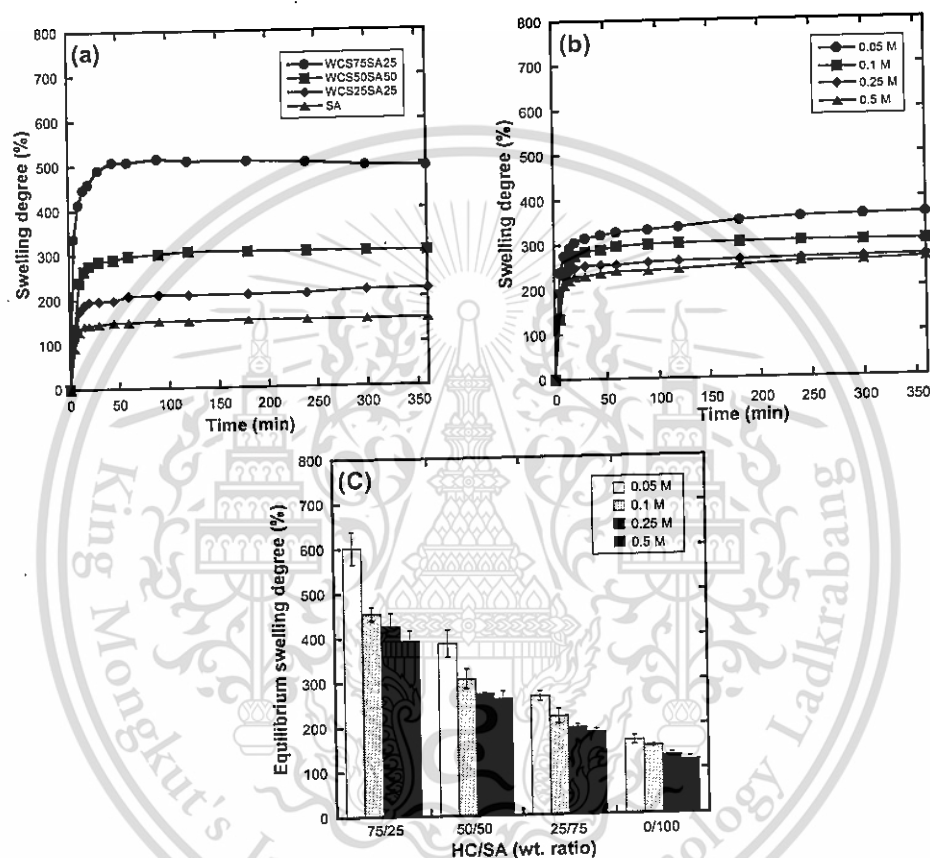 (a)
Swelling degree (%)
800
700
600
500
400
300
200
100
0
WCS75SA25
WCS50SA50
WCS25SA25
SA
0 50 100 150 200 250 300 350
Time (min)
(b)
Swelling degree (%)
800
700
600
500
400
300
200
100
0
0.05 M
0.1 M
0.25 M
0.5 M
0 50 100 150 200 250 300 350
Time (min)
(C)
Equilibrium swelling degree (%)
800
700
600
500
400
300
200
100
0
0.05 M
0.1 M
0.25 M
0.5 M
75/25 50/50 25/75 0/100
HC/SA (wt. ratio)
King Mongkut's
Ladkrabang